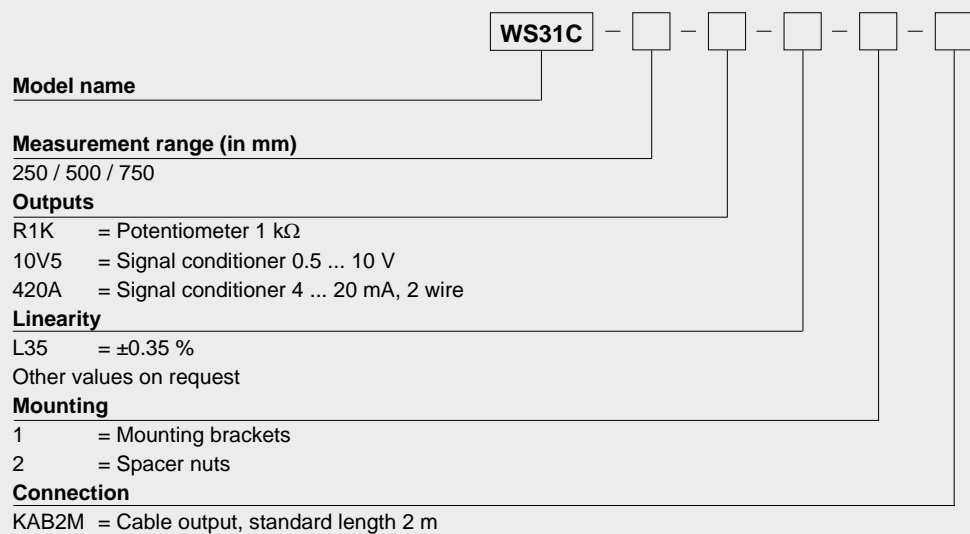 WS31C – – – – –
Model name
Measurement range (in mm)
250 / 500 / 750
Outputs
R1K = Potentiometer 1 kΩ
10V5 = Signal conditioner 0.5 ... 10 V
420A = Signal conditioner 4 ... 20 mA, 2 wire
Linearity
L35 = ±0.35 %
Other values on request
Mounting
1 = Mounting brackets
2 = Spacer nuts
Connection
KAB2M = Cable output, standard length 2 m